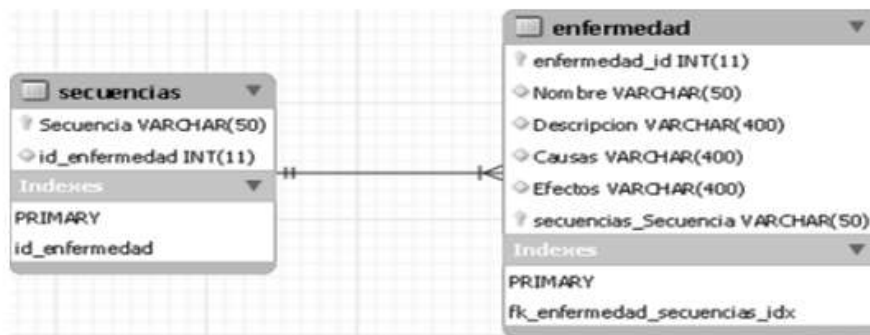 secuencias
Secuencia VARCHAR(50)
id_enfermedad INT(11)
Indexes
PRIMARY
id_enfermedad
enfermedad
enfermedad_id INT(11)
Nombre VARCHAR(50)
Descripcion VARCHAR(400)
Causas VARCHAR(400)
Efectos VARCHAR(400)
secuencias_Secuencia VARCHAR(50)
Indexes
PRIMARY
fk_enfermedad_secuencias_idx